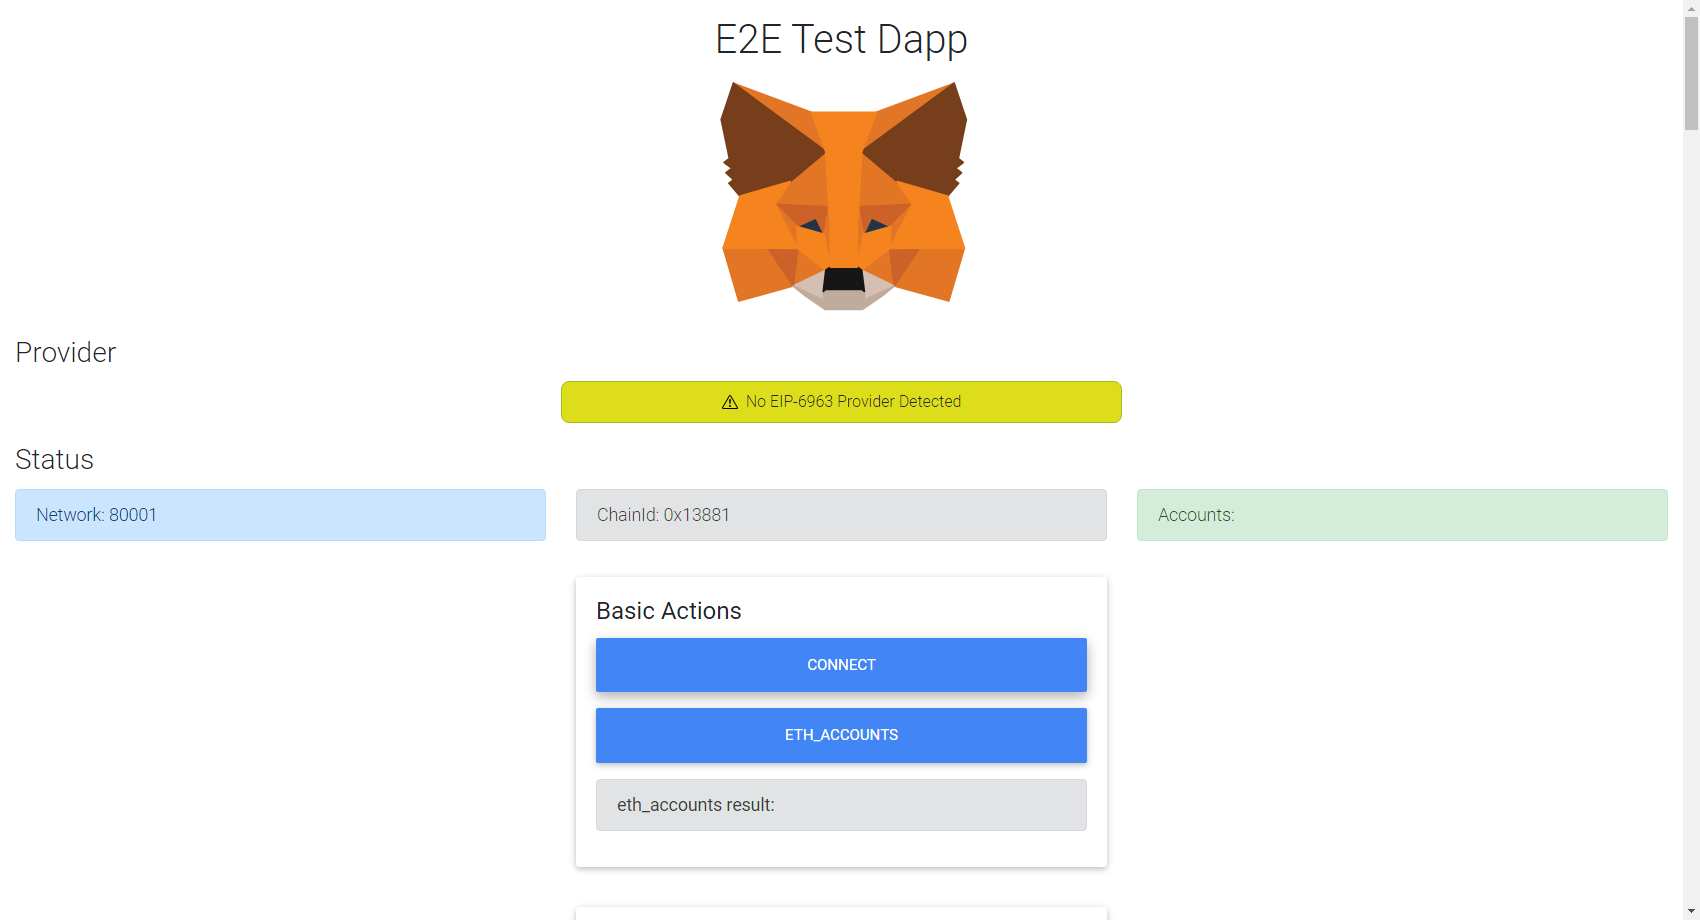 E2E Test Dapp
Provider
No EIP-6963 Provider Detected
Status
Network: 80001
ChainId: 0x13881
Accounts:
Basic Actions
CONNECT
ETH_ACCOUNTS
eth_accounts result: